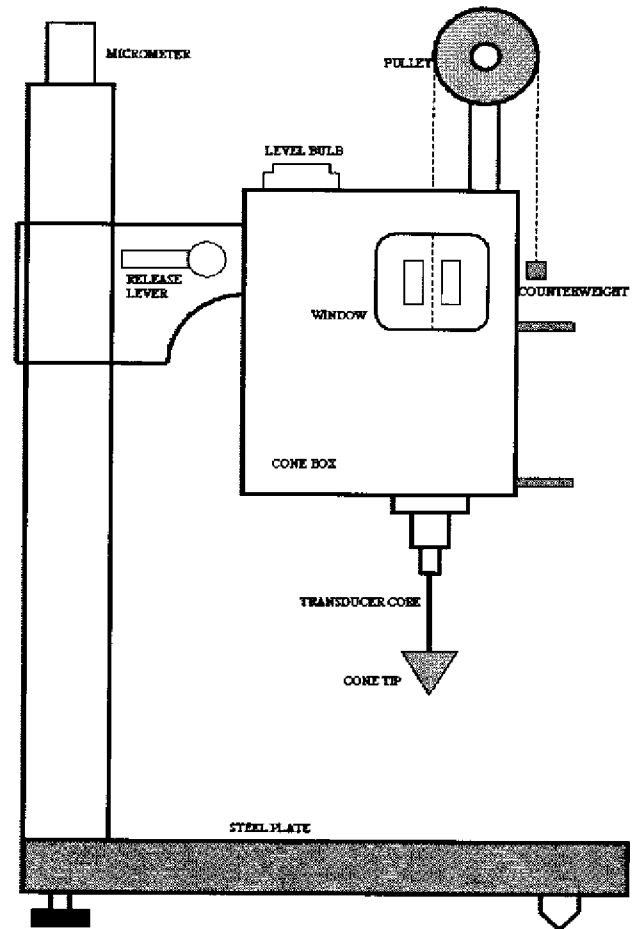 MICROMETER
PULLEY
LEVEL BULB
RELEASE
LEVER
COUNTERWEIGHT
WINDOW
CONE BOX
TRANSDUCER CORE
CONE TIP
STEEL PLATE